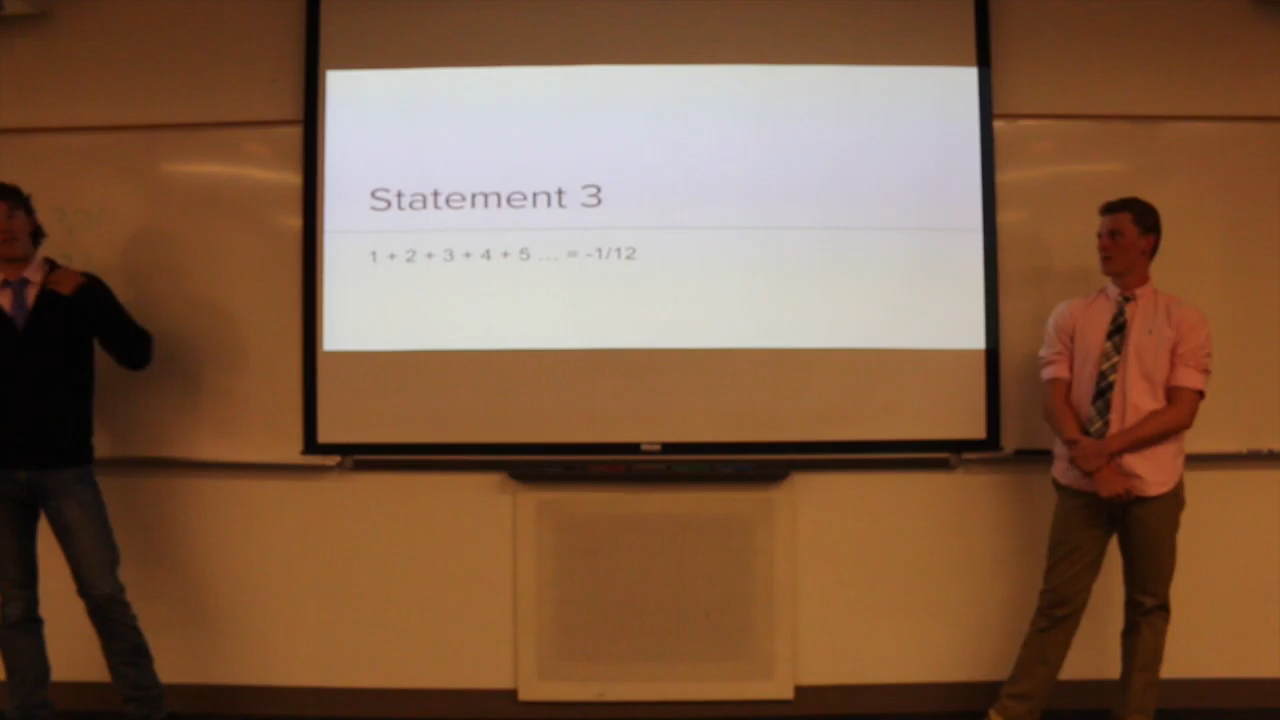 Statement 3
1 + 2 + 3 + 4 + 5 ... = -1/12